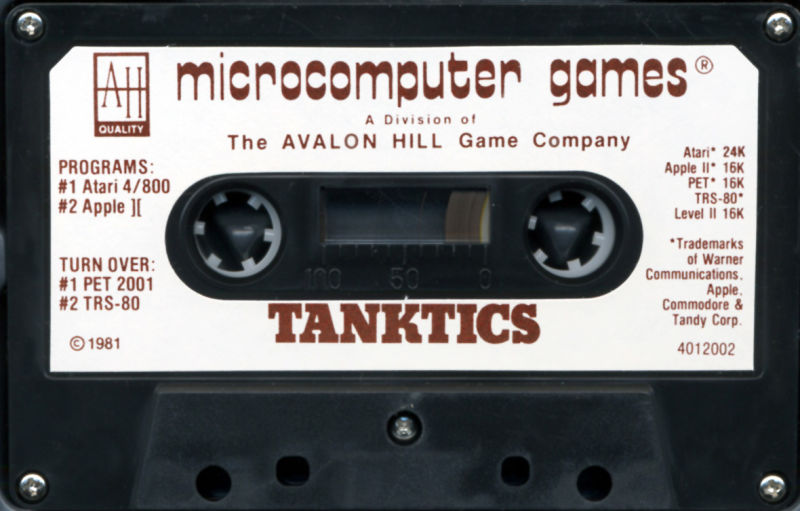 AH
QUALITY
microcomputer games®
A Division of
The AVALON HILL Game Company
PROGRAMS:
#1 Atari 4/800
#2 Apple ][
TURN OVER:
#1 PET 2001
#2 TRS-80
©1981
Atari* 24K
Apple II* 16K
PET* 16K
TRS-80*
Level II 16K
*Trademarks
of Warner
Communications,
Apple,
Commodore &
Tandy Corp.
4012002
100 50 0
TANKTICS